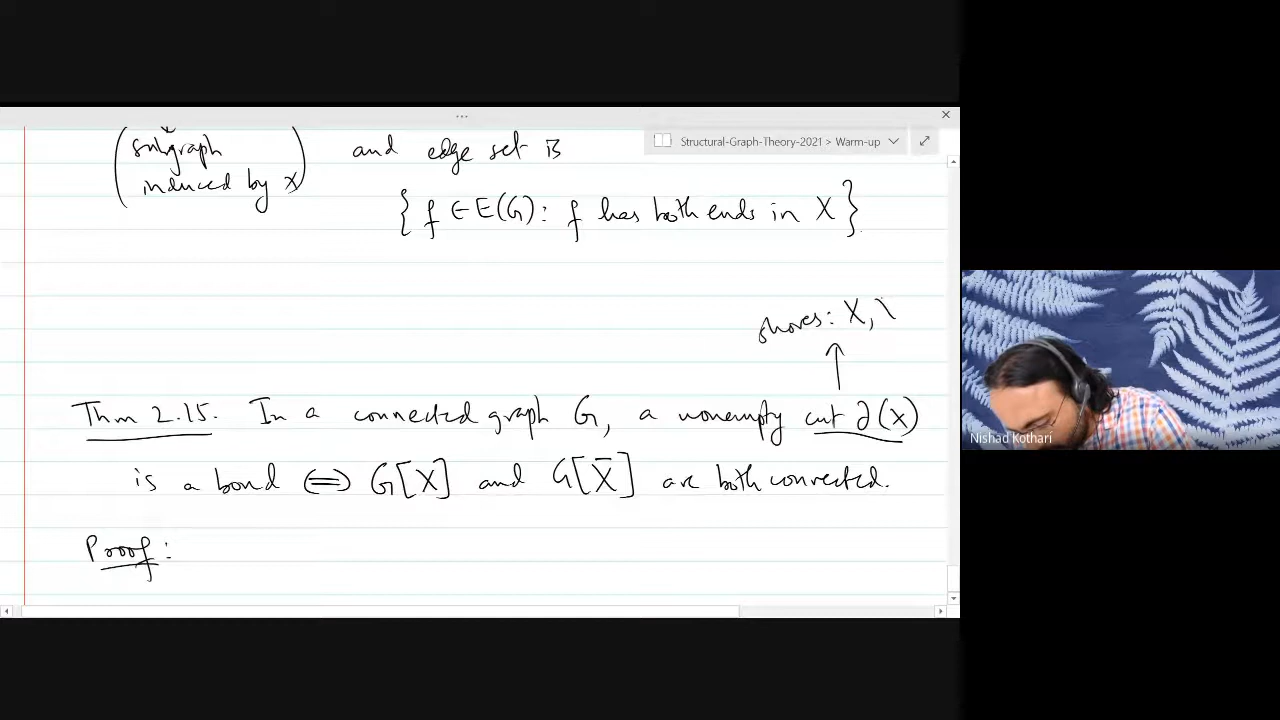 Structural-Graph-Theory-2021 > Warm-up
(subgraph induced by X) and edge set is
{f ∈ E(G): f has both ends in X}.
shores: X,
Thm 2.15. In a connected graph G, a nonempty cut ∂(X)
is a bond ⇔ G[X] and G[X̄] are both connected.
Proof:
Nishad Kothari